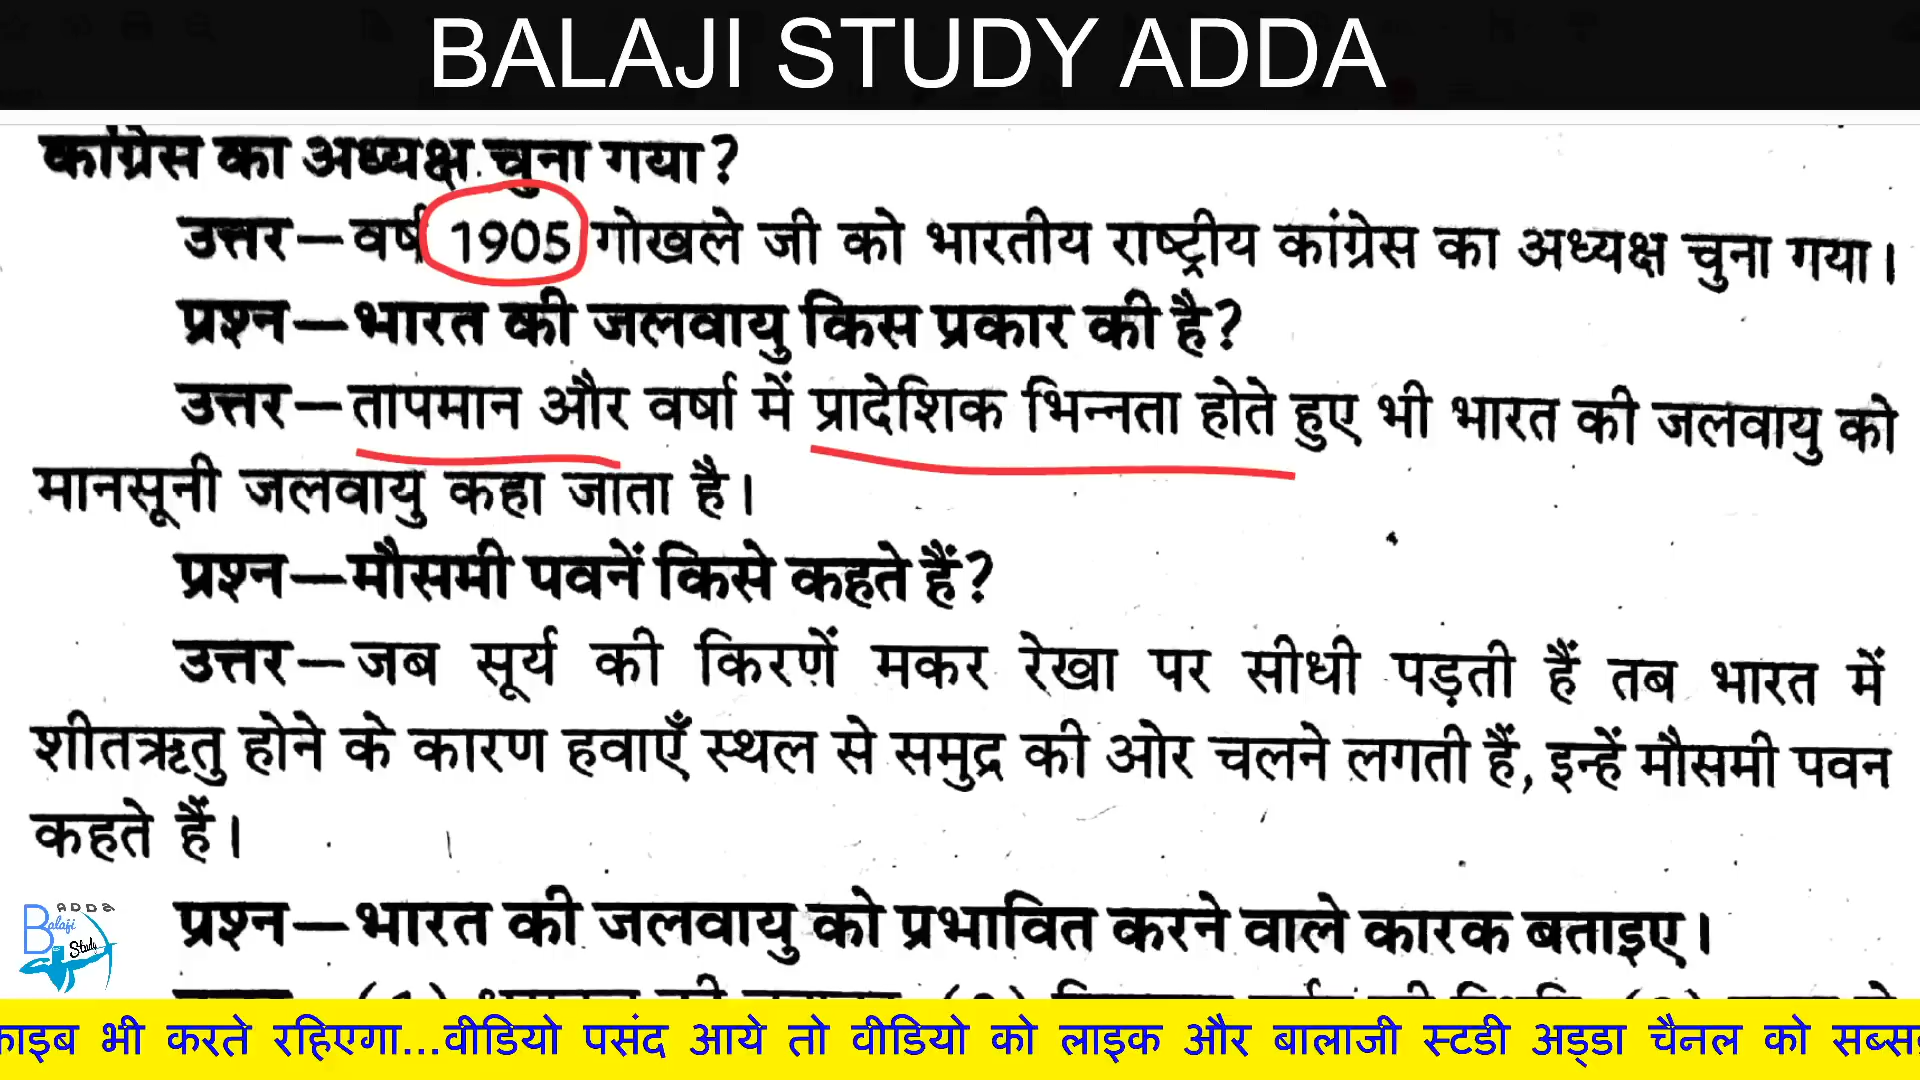 BALAJI STUDY ADDA
कांग्रेस का अध्यक्ष चुना गया?
उत्तर—वर्ष 1905 गोखले जी को भारतीय राष्ट्रीय कांग्रेस का अध्यक्ष चुना गया।
प्रश्न—भारत की जलवायु किस प्रकार की है?
उत्तर—तापमान और वर्षा में प्रादेशिक भिन्नता होते हुए भी भारत की जलवायु को
मानसूनी जलवायु कहा जाता है।
प्रश्न—मौसमी पवनें किसे कहते हैं?
उत्तर—जब सूर्य की किरणें मकर रेखा पर सीधी पड़ती हैं तब भारत में
शीतऋतु होने के कारण हवाएँ स्थल से समुद्र की ओर चलने लगती हैं, इन्हें मौसमी पवन
कहते हैं।
प्रश्न—भारत की जलवायु को प्रभावित करने वाले कारक बताइए।
ADDA
Balaji
Study
भी करते रहिएगा...वीडियो पसंद आये तो वीडियो को लाइक और बालाजी स्टडी अड्डा चैनल को